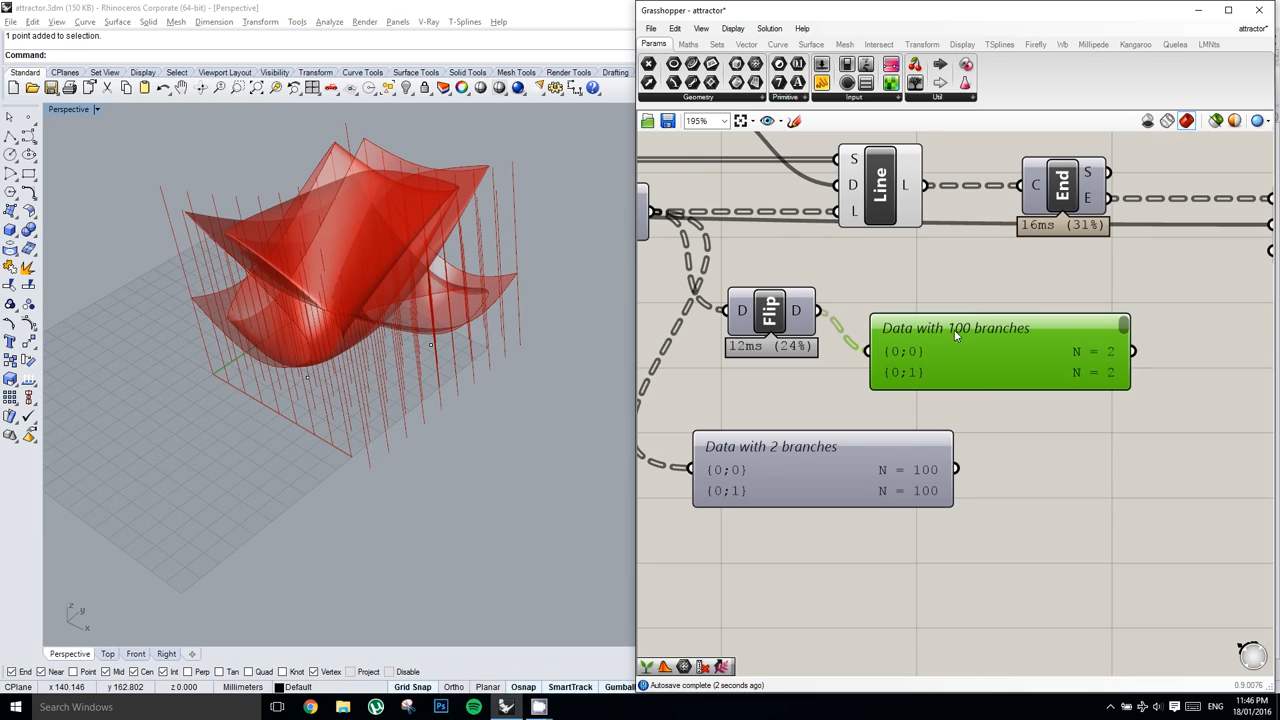 attractor.3dm (150 KB) - Rhinoceros Corporate (64-bit) - [Perspective]
File Edit View Curve Surface Solid Mesh Dimension Transform Tools Analyze Render Panels V-Ray T-Splines Help
1 point added to selection.
Command:
Standard CPlanes Set View Display Select Viewport Layout Visibility Transform Curve Tools Surface Tools Solid Tools Mesh Tools Render Tools Drafting
Perspective
z
y
x
Perspective Top Front Right
End Near Point Mid Cen Int Perp Tan Quad Knot Vertex Project Disable
CPlane x 140.146 y 162.802 z 0.000 Millimeters Default Grid Snap Ortho Planar Osnap SmartTrack Gumball
Grasshopper - attractor*
File Edit View Display Solution Help
attractor*
Params Maths Sets Vector Curve Surface Mesh Intersect Transform Display TSplines Firefly Wb Millipede Kangaroo Quelea LMNts
Geometry Primitive Input Util
195%
S
D
L
Line
L
C
End
S
E
16ms (31%)
D
Flip
D
12ms (24%)
Data with 100 branches
{0;0} N = 2
{0;1} N = 2
Data with 2 branches
{0;0} N = 100
{0;1} N = 100
Autosave complete (2 seconds ago)
0.9.0076
Search Windows
ENG
11:46 PM
18/01/2016